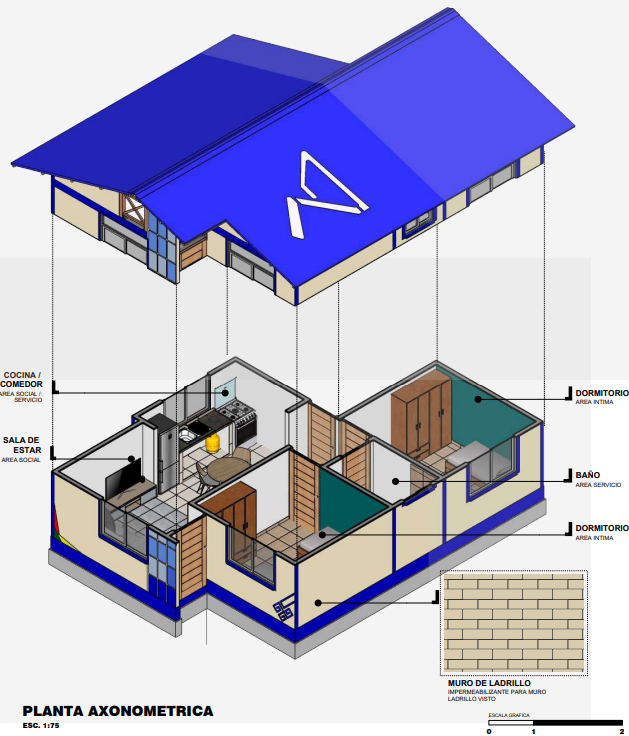 COCINA /
COMEDOR
AREA SOCIAL /
SERVICIO
SALA DE
ESTAR
AREA SOCIAL
DORMITORIO
AREA INTIMA
BAÑO
AREA SERVICIO
DORMITORIO
AREA INTIMA
MURO DE LADRILLO
IMPERMEABILIZANTE PARA MURO
LADRILLO VISTO
PLANTA AXONOMETRICA
ESC. 1:75
ESCALA GRAFICA
0 1 2